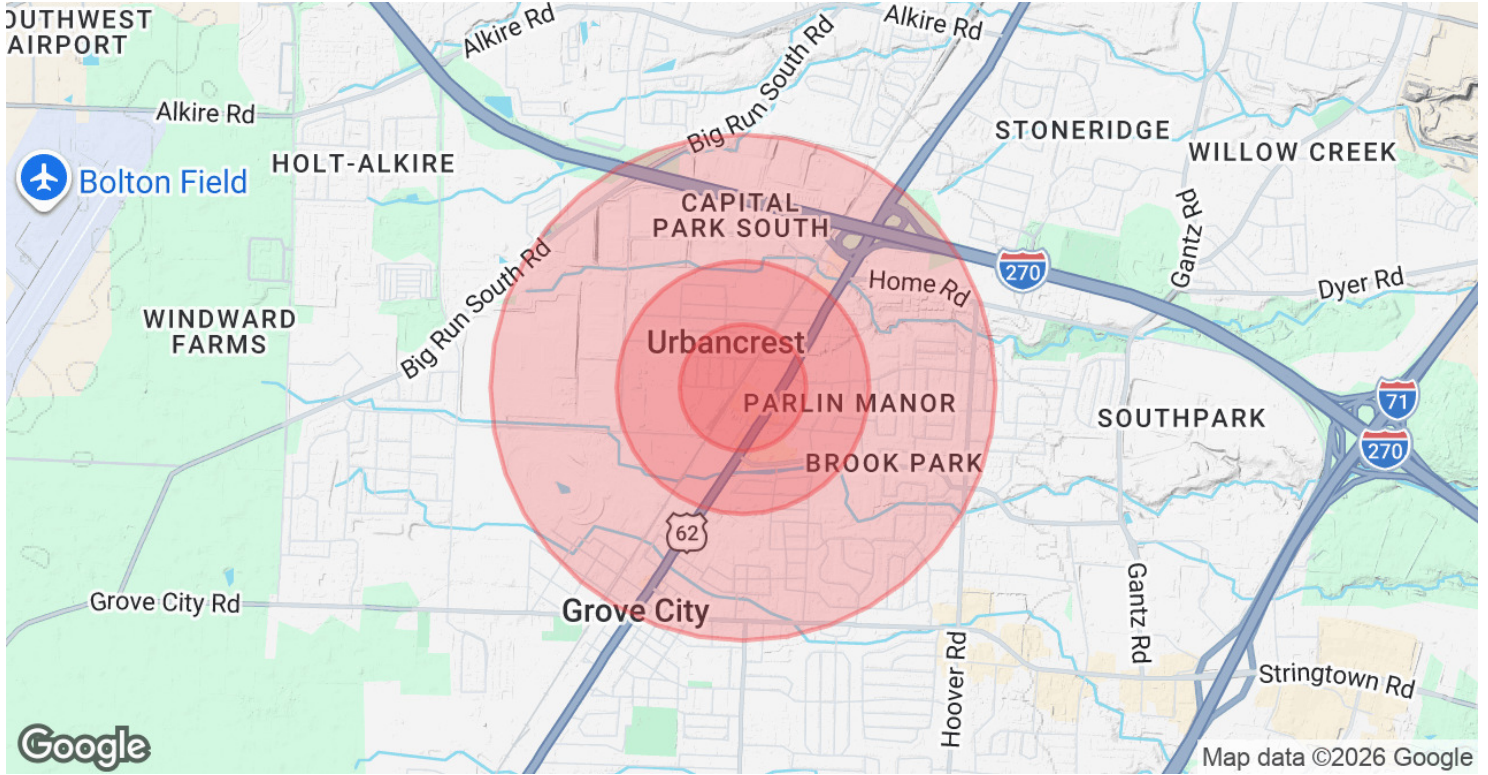 OUTHWEST
AIRPORT
Alkire Rd
Alkire Rd
Alkire Rd
Big Run South Rd
HOLT-ALKIRE
STONERIDGE
WILLOW CREEK
Bolton Field
CAPITAL
PARK SOUTH
Gantz Rd
Big Run South Rd
270
Home Rd
Dyer Rd
WINDWARD
FARMS
Urbancrest
PARLIN MANOR
SOUTHPARK
71
270
BROOK PARK
62
Grove City Rd
Grove City
Gantz Rd
Hoover Rd
Stringtown Rd
Google
Map data ©2026 Google